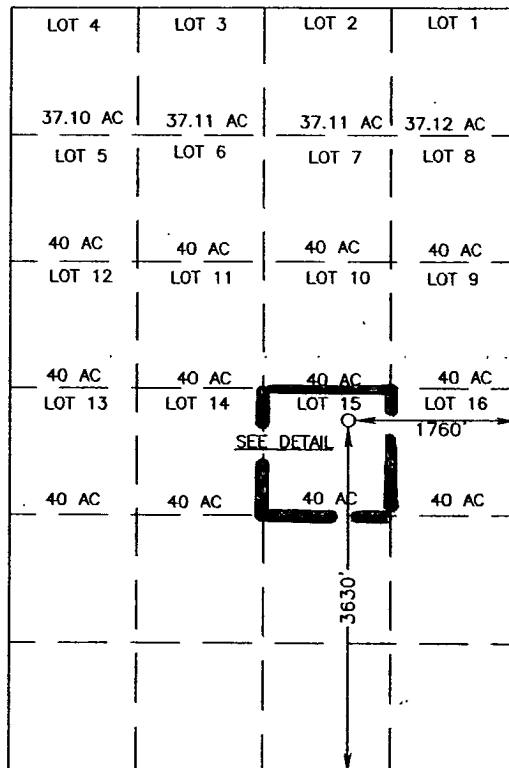 LOT 4 LOT 3 LOT 2 LOT 1
37.10 AC 37.11 AC 37.11 AC 37.12 AC
LOT 5 LOT 6 LOT 7 LOT 8
40 AC 40 AC 40 AC 40 AC
LOT 12 LOT 11 LOT 10 LOT 9
40 AC 40 AC 40 AC 40 AC
LOT 13 LOT 14 LOT 15 LOT 16
1760'
SEE DETAIL
40 AC 40 AC 40 AC 40 AC
3630'